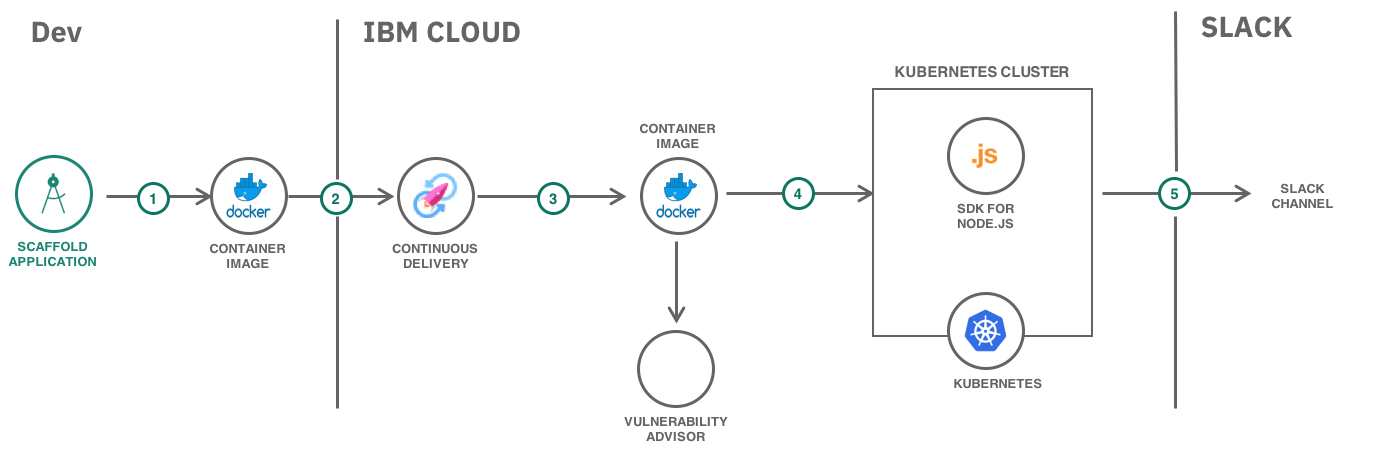 Dev
IBM CLOUD
SLACK
KUBERNETES CLUSTER
SCAFFOLD
APPLICATION
1
docker
CONTAINER
IMAGE
2
CONTINUOUS
DELIVERY
3
CONTAINER
IMAGE
docker
VULNERABILITY
ADVISOR
4
.js
SDK FOR
NODE.JS
KUBERNETES
5
SLACK
CHANNEL